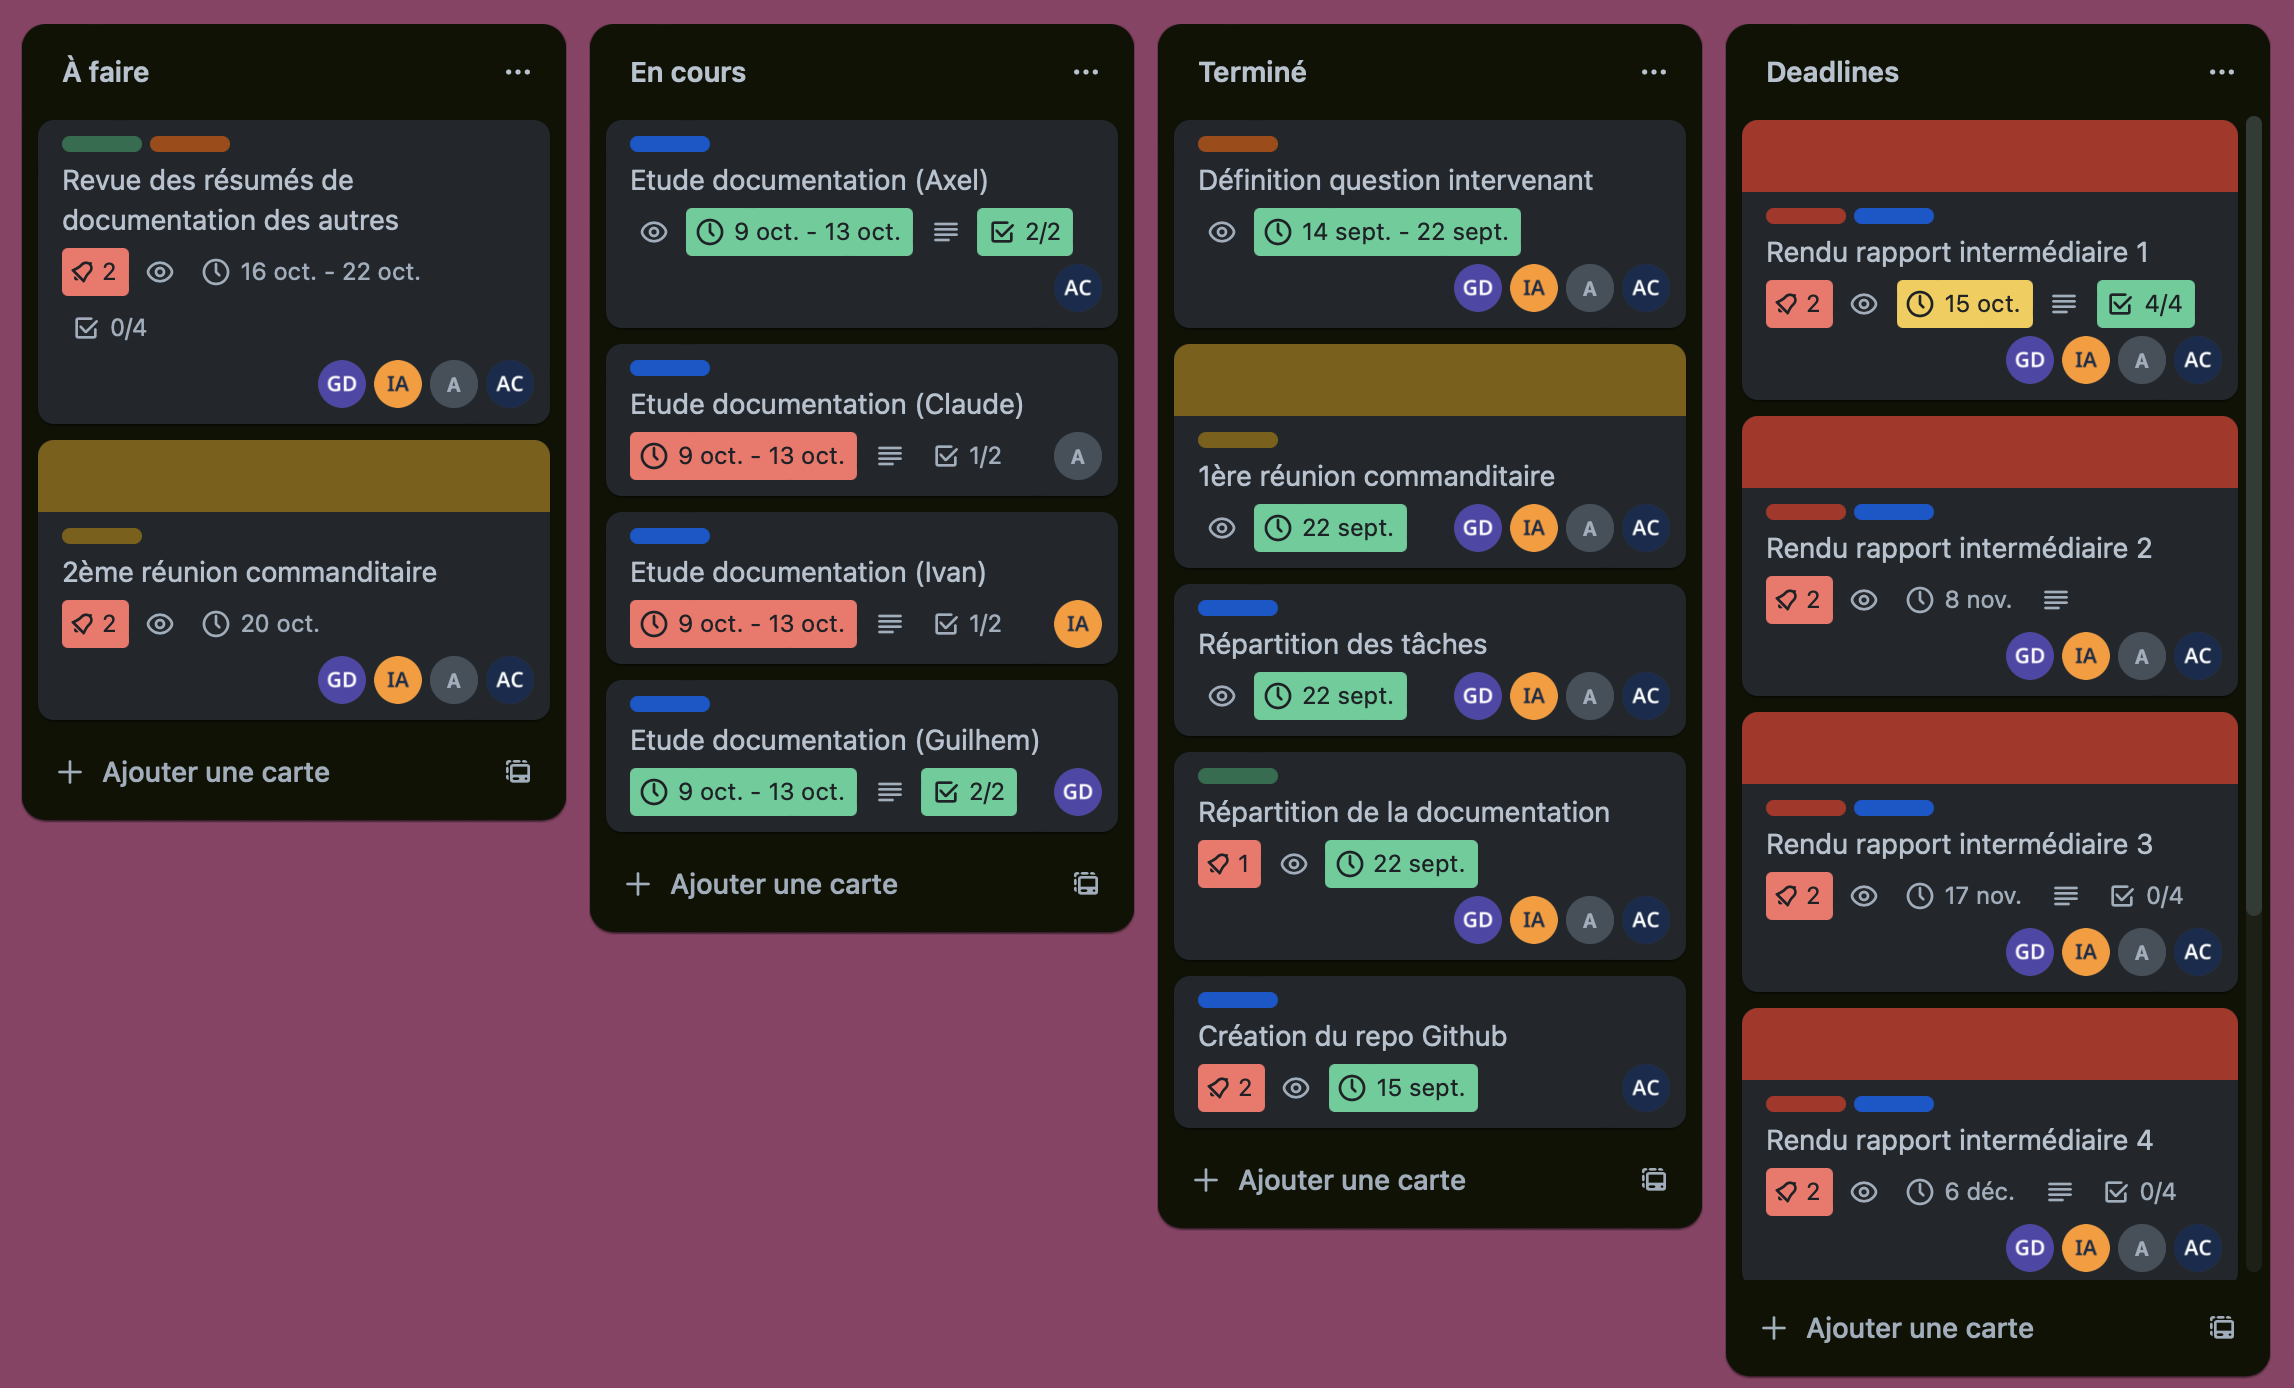 À faire
Revue des résumés de
documentation des autres
2
16 oct. - 22 oct.
0/4
GD IA A AC
2ème réunion commanditaire
2
20 oct.
GD IA A AC
Ajouter une carte
En cours
Etude documentation (Axel)
9 oct. - 13 oct.
2/2
AC
Etude documentation (Claude)
9 oct. - 13 oct.
1/2
A
Etude documentation (Ivan)
9 oct. - 13 oct.
1/2
IA
Etude documentation (Guilhem)
9 oct. - 13 oct.
2/2
GD
Ajouter une carte
Terminé
Définition question intervenant
14 sept. - 22 sept.
GD IA A AC
1ère réunion commanditaire
22 sept.
GD IA A AC
Répartition des tâches
22 sept.
GD IA A AC
Répartition de la documentation
1
22 sept.
GD IA A AC
Création du repo Github
2
15 sept.
AC
Ajouter une carte
Deadlines
Rendu rapport intermédiaire 1
2
15 oct.
4/4
GD IA A AC
Rendu rapport intermédiaire 2
2
8 nov.
GD IA A AC
Rendu rapport intermédiaire 3
2
17 nov.
0/4
GD IA A AC
Rendu rapport intermédiaire 4
2
6 déc.
0/4
GD IA A AC
Ajouter une carte